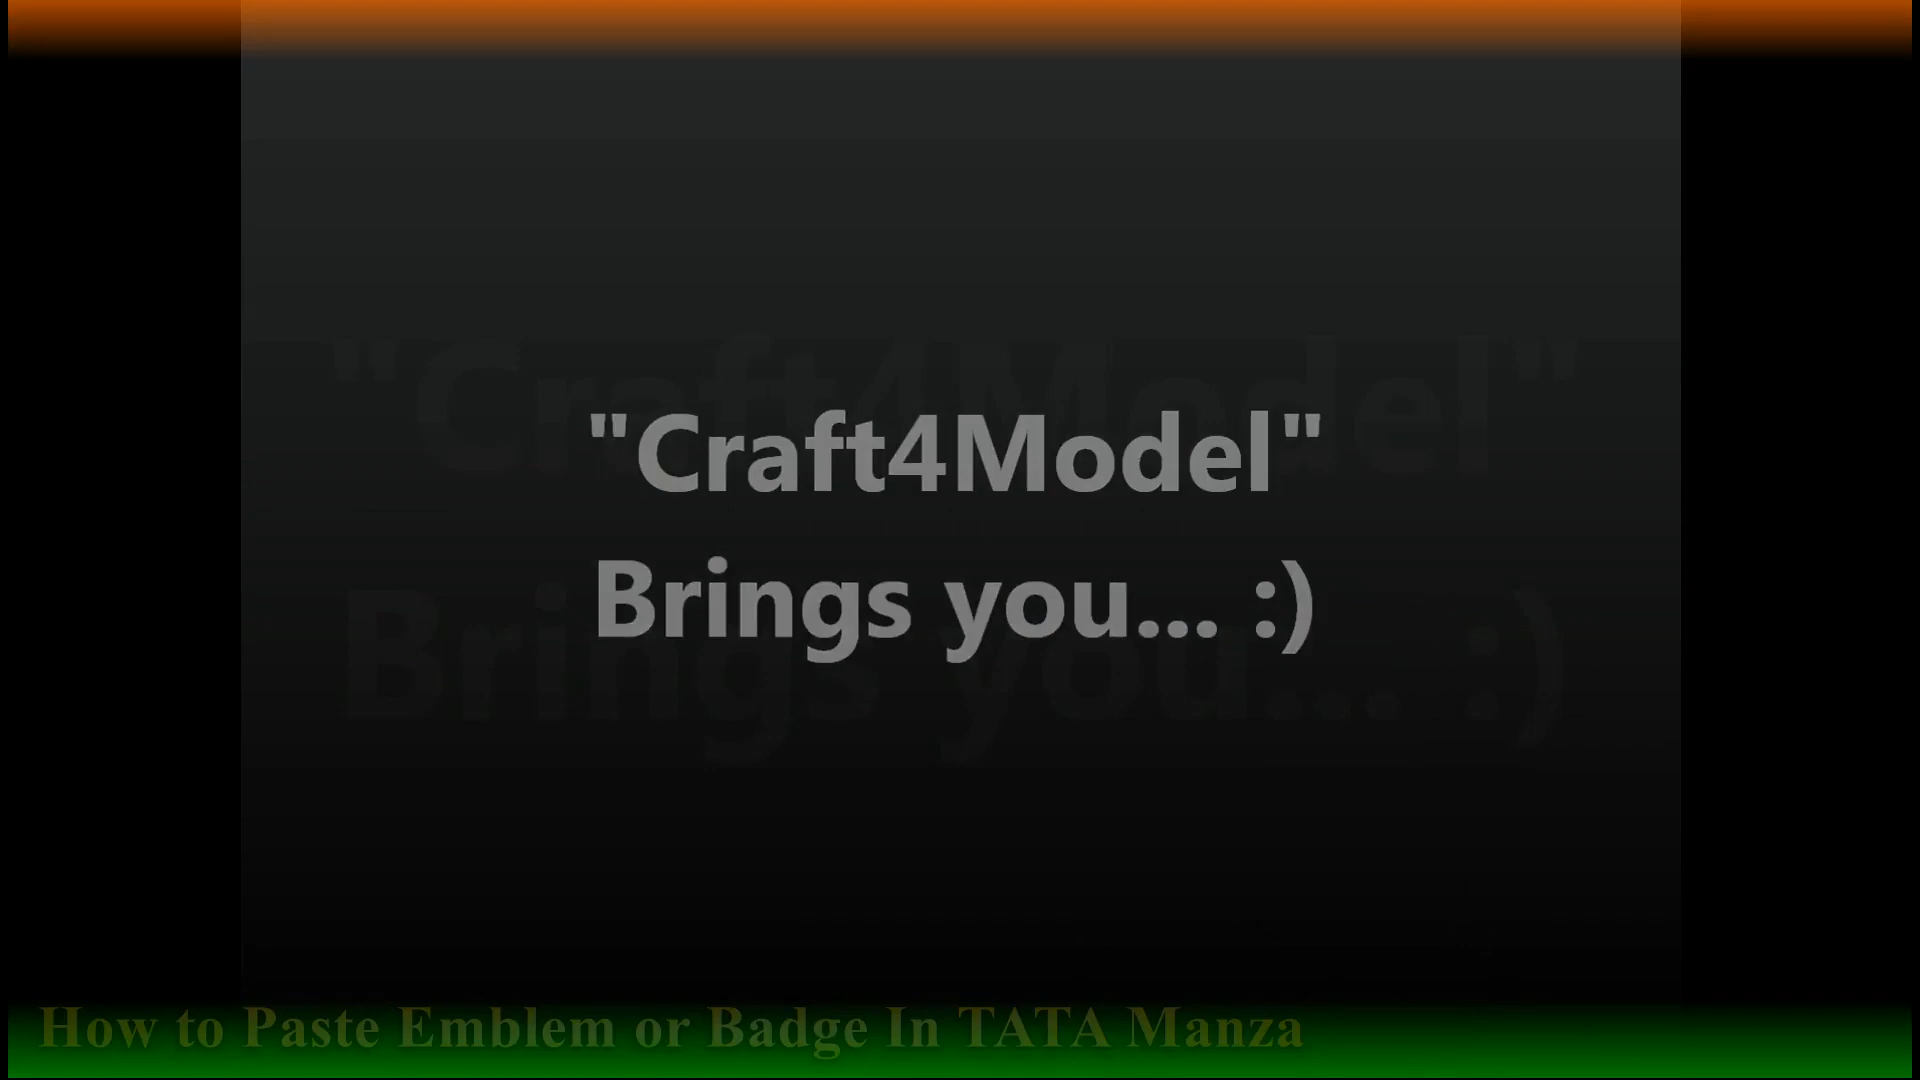 "Craft4Model"
Brings you... :)
How to Paste Emblem or Badge In TATA Manza